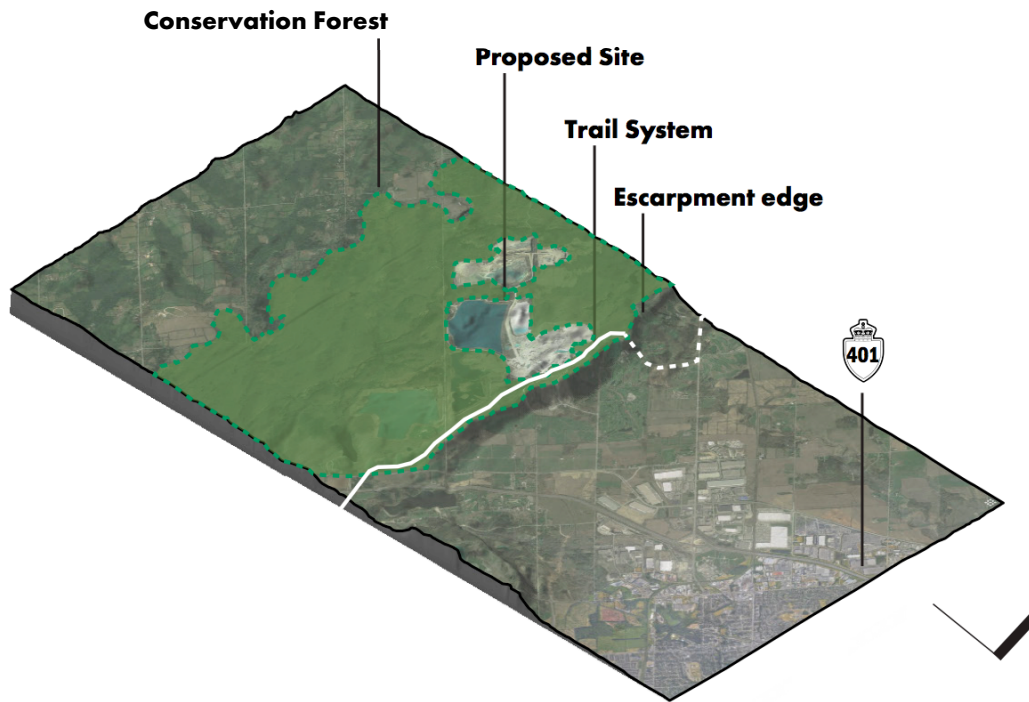 Conservation Forest
Proposed Site
Trail System
Escarpment edge
401